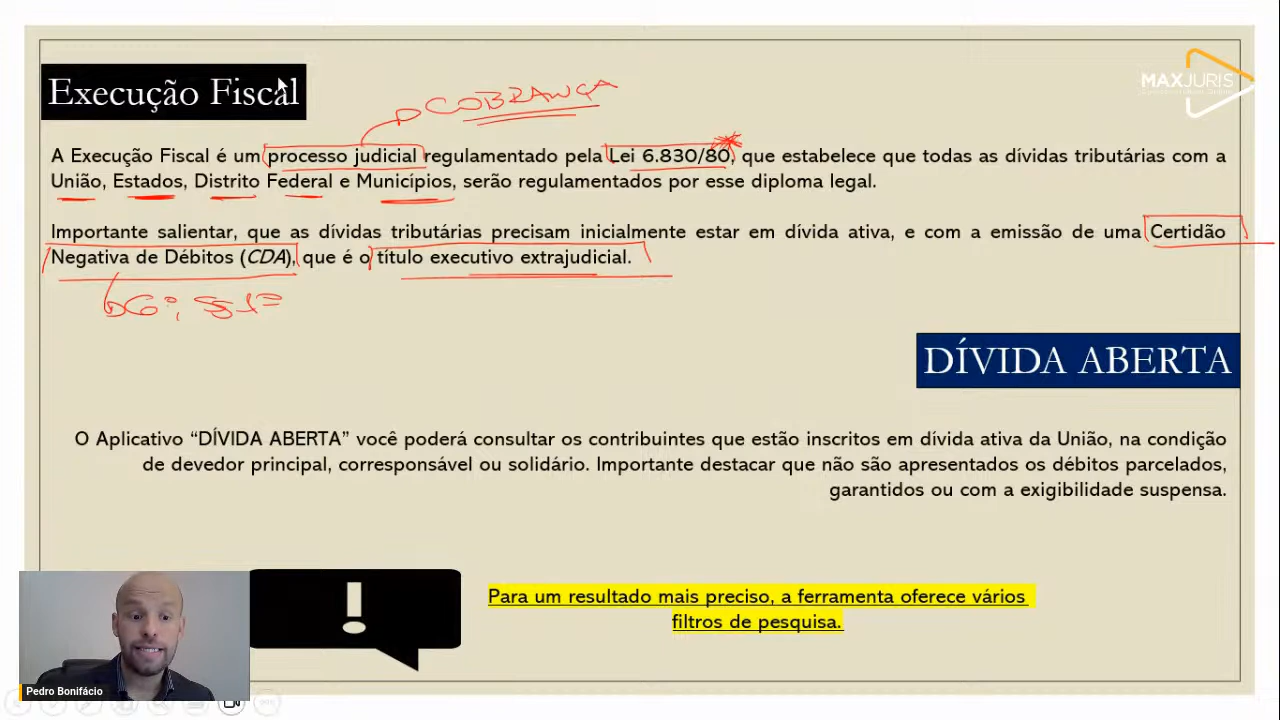 Execução Fiscal
COBRANÇA
MAXJURIS
A Execução Fiscal é um processo judicial regulamentado pela Lei 6.830/80, que estabelece que todas as dívidas tributárias com a
União, Estados, Distrito Federal e Municípios, serão regulamentados por esse diploma legal.
Importante salientar, que as dívidas tributárias precisam inicialmente estar em dívida ativa, e com a emissão de uma Certidão
Negativa de Débitos (CDA), que é o título executivo extrajudicial.
DÍVIDA ABERTA
O Aplicativo “DÍVIDA ABERTA” você poderá consultar os contribuintes que estão inscritos em dívida ativa da União, na condição
de devedor principal, corresponsável ou solidário. Importante destacar que não são apresentados os débitos parcelados,
garantidos ou com a exigibilidade suspensa.
!
Para um resultado mais preciso, a ferramenta oferece vários
filtros de pesquisa.
Pedro Bonifácio